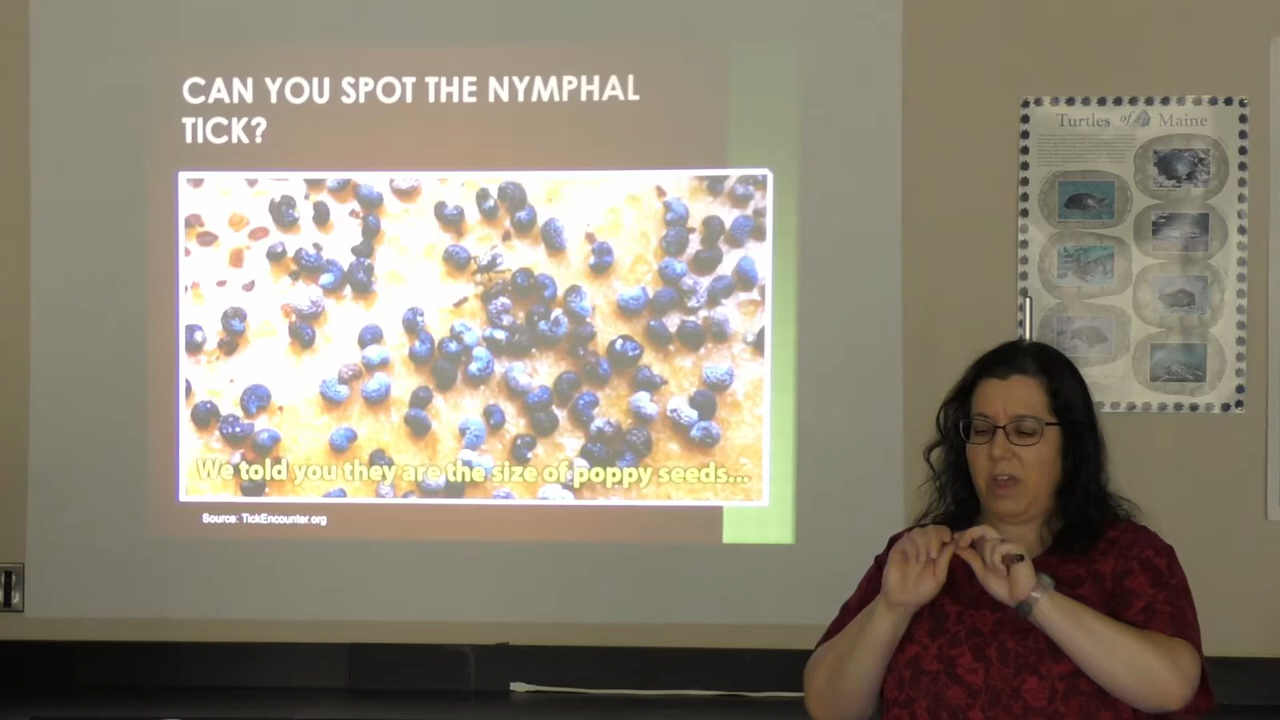 CAN YOU SPOT THE NYMPHAL
TICK?
We told you they are the size of poppy seeds...
Source: TickEncounter.org
Turtles of Maine